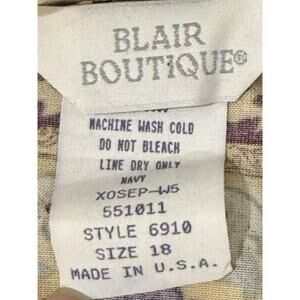 BLAIR
BOUTIQUE®
MACHINE WASH COLD
DO NOT BLEACH
LINE DRY ONLY
NAVY
XOSEP-W5
551011
STYLE 6910
SIZE 18
MADE IN U.S.A.